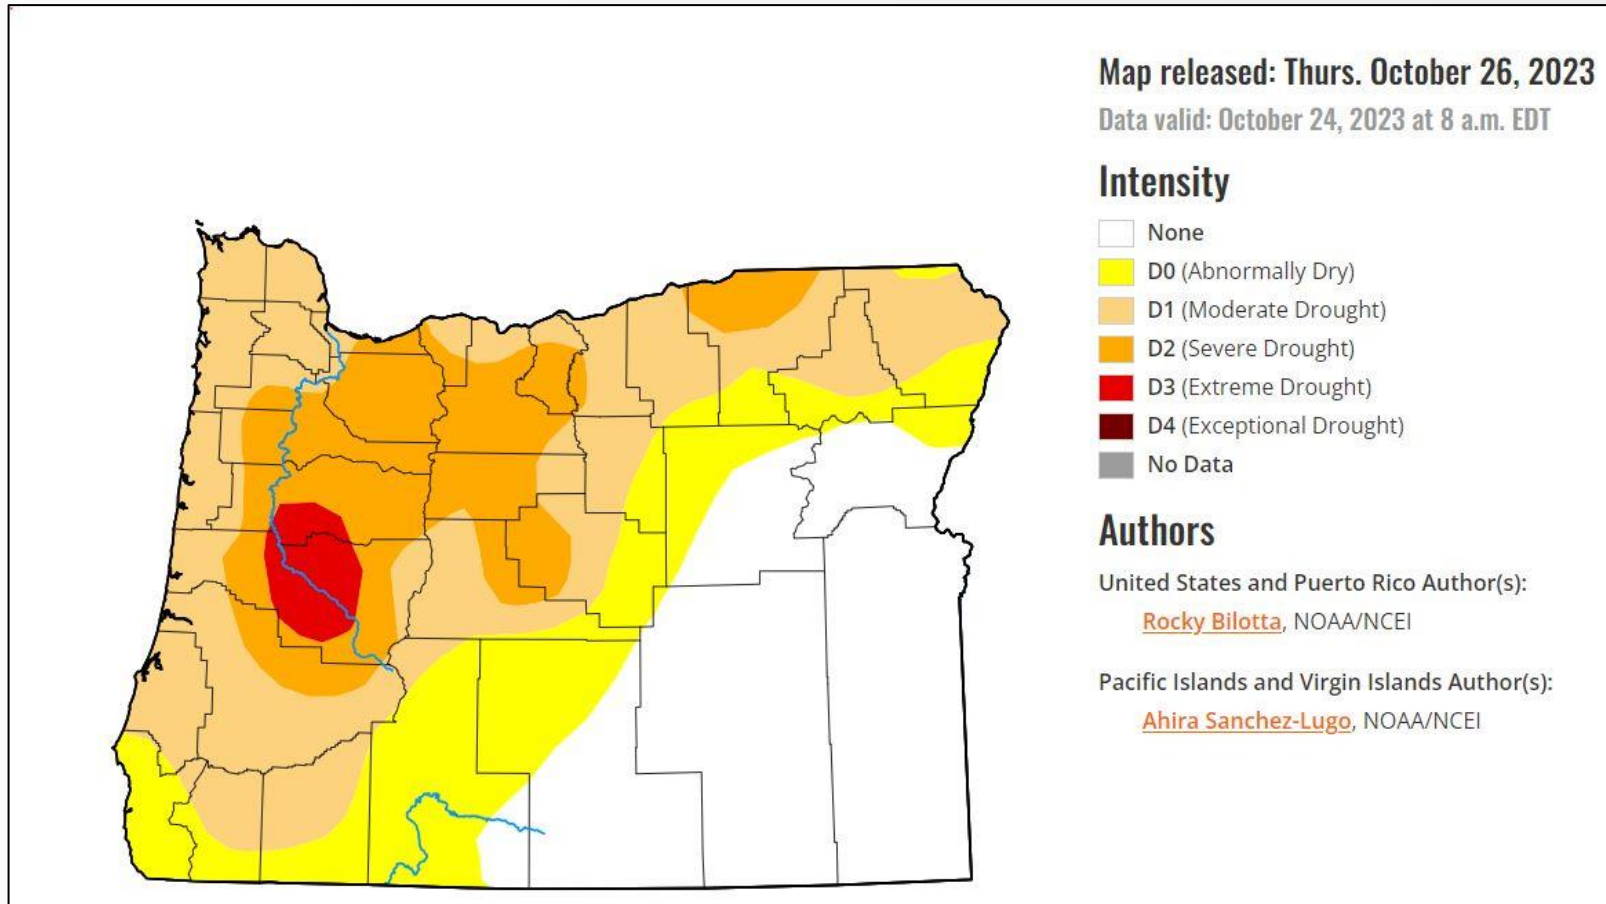 Map released: Thurs. October 26, 2023
Data valid: October 24, 2023 at 8 a.m. EDT
Intensity
None
D0 (Abnormally Dry)
D1 (Moderate Drought)
D2 (Severe Drought)
D3 (Extreme Drought)
D4 (Exceptional Drought)
No Data
Authors
United States and Puerto Rico Author(s):
Rocky Bilotta, NOAA/NCEI
Pacific Islands and Virgin Islands Author(s):
Ahira Sanchez-Lugo, NOAA/NCEI